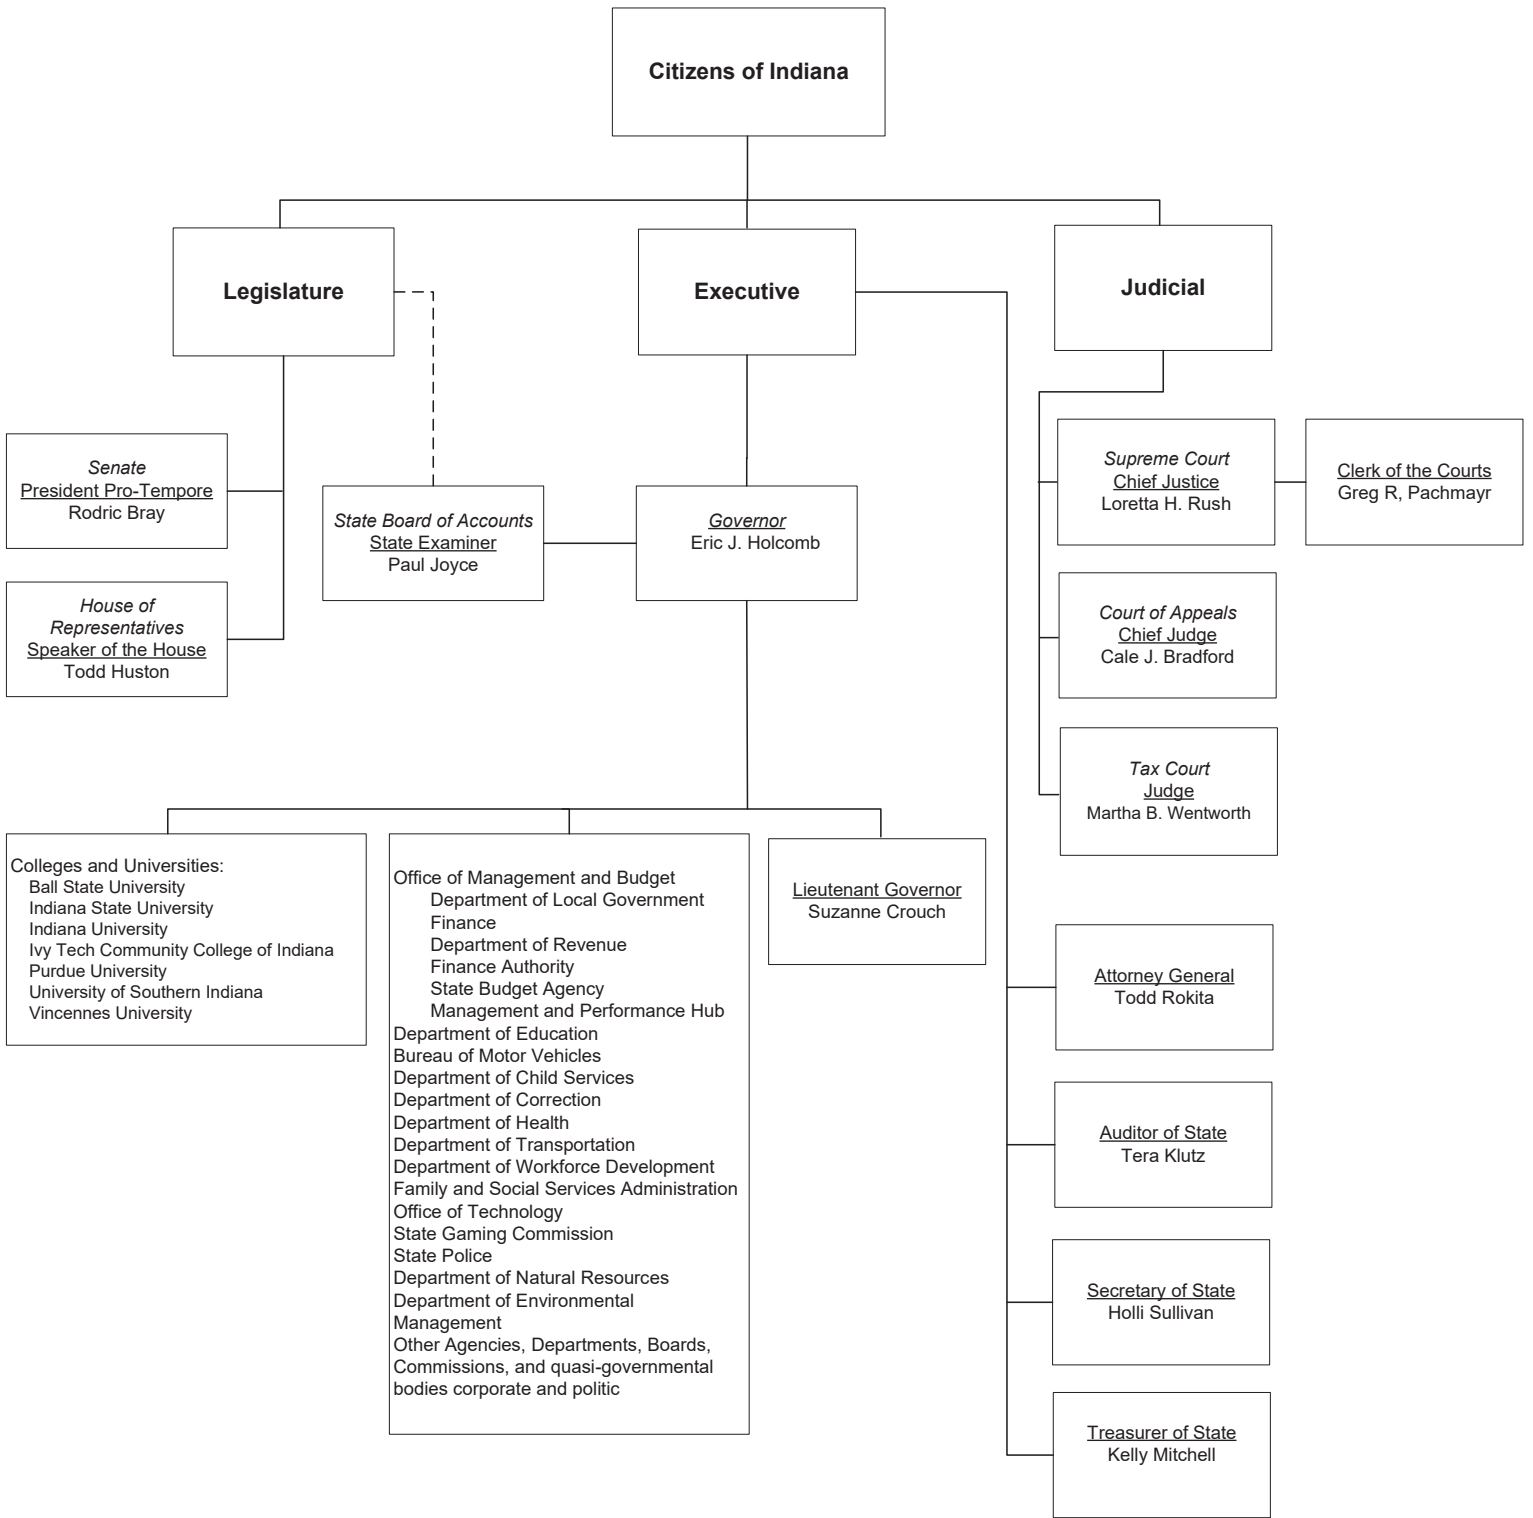 Citizens of Indiana
Legislature
Executive
Judicial
Senate
President Pro-Tempore
Rodric Bray
House of
Representatives
Speaker of the House
Todd Huston
State Board of Accounts
State Examiner
Paul Joyce
Governor
Eric J. Holcomb
Supreme Court
Chief Justice
Loretta H. Rush
Clerk of the Courts
Greg R, Pachmayr
Court of Appeals
Chief Judge
Cale J. Bradford
Tax Court
Judge
Martha B. Wentworth
Colleges and Universities:
Ball State University
Indiana State University
Indiana University
Ivy Tech Community College of Indiana
Purdue University
University of Southern Indiana
Vincennes University
Office of Management and Budget
Department of Local Government
Finance
Department of Revenue
Finance Authority
State Budget Agency
Management and Performance Hub
Department of Education
Bureau of Motor Vehicles
Department of Child Services
Department of Correction
Department of Health
Department of Transportation
Department of Workforce Development
Family and Social Services Administration
Office of Technology
State Gaming Commission
State Police
Department of Natural Resources
Department of Environmental
Management
Other Agencies, Departments, Boards,
Commissions, and quasi-governmental
bodies corporate and politic
Lieutenant Governor
Suzanne Crouch
Attorney General
Todd Rokita
Auditor of State
Tera Klutz
Secretary of State
Holli Sullivan
Treasurer of State
Kelly Mitchell